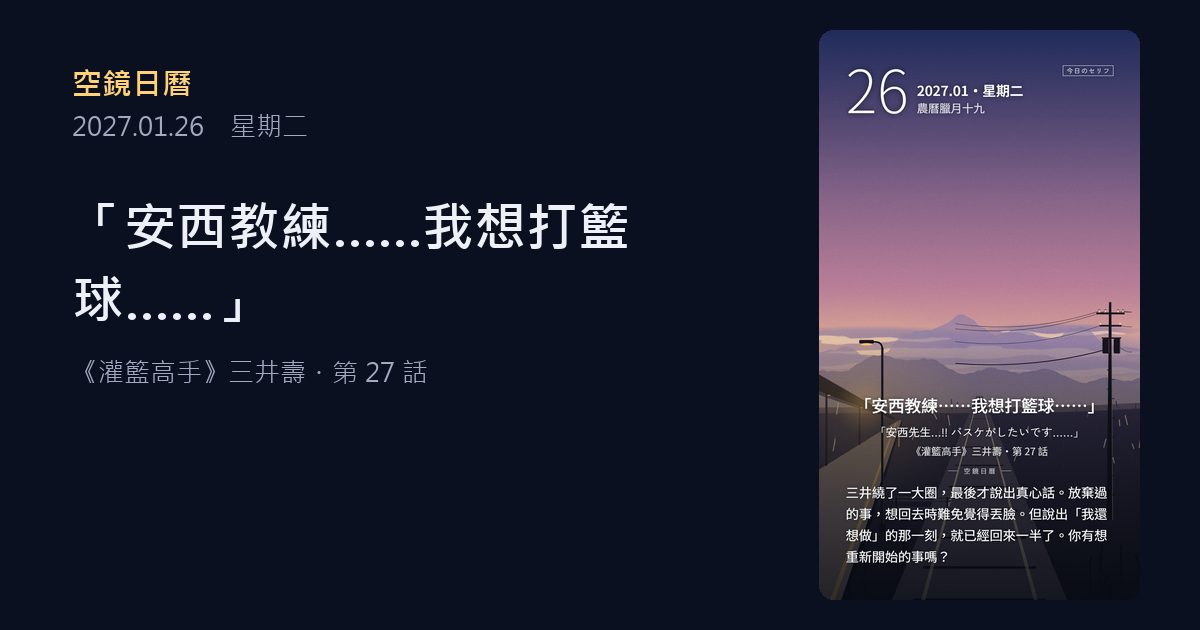 空鏡日曆
2027.01.26　星期二
「安西教練……我想打籃
球……」
《灌籃高手》三井壽・第 27 話
26
今日のセリフ
2027.01・星期二
農曆臘月十九
「安西教練……我想打籃球……」
「安西先生…!! バスケがしたいです……」
《灌籃高手》三井壽・第 27 話
空鏡日曆
三井繞了一大圈，最後才說出真心話。放棄過
的事，想回去時難免覺得丟臉。但說出「我還
想做」的那一刻，就已經回來一半了。你有想
重新開始的事嗎？